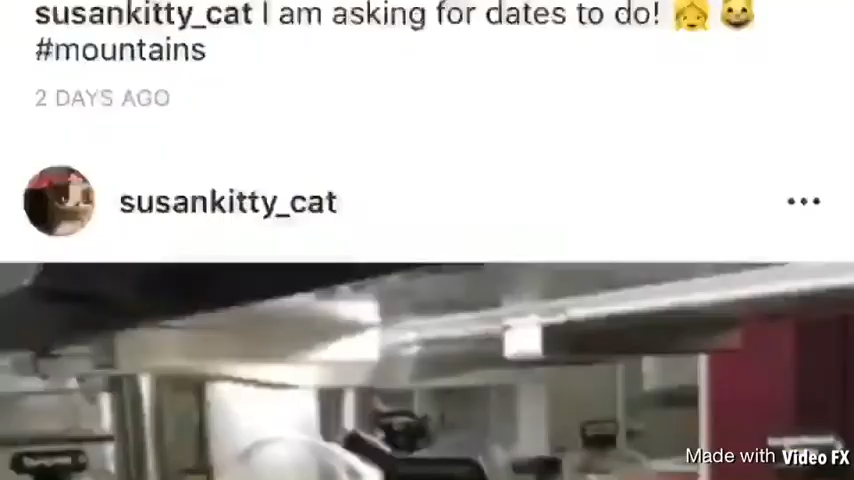 susankitty_cat I am asking for dates to do! 👧😺
#mountains
2 DAYS AGO
susankitty_cat
Made with Video FX